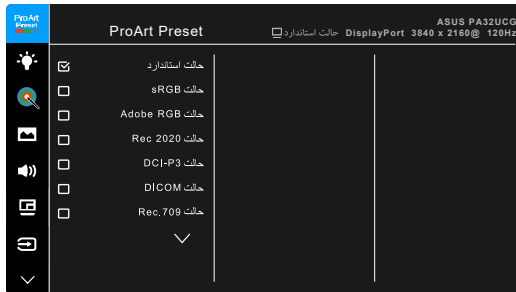 ProArt
Preset
ProArt Preset
ASUS PA32UCG
حالت استاندارد DisplayPort 3840 x 2160@ 120Hz
حالت استاندارد
حالت sRGB
حالت Adobe RGB
حالت Rec 2020
حالت DCI-P3
حالت DICOM
حالت Rec.709